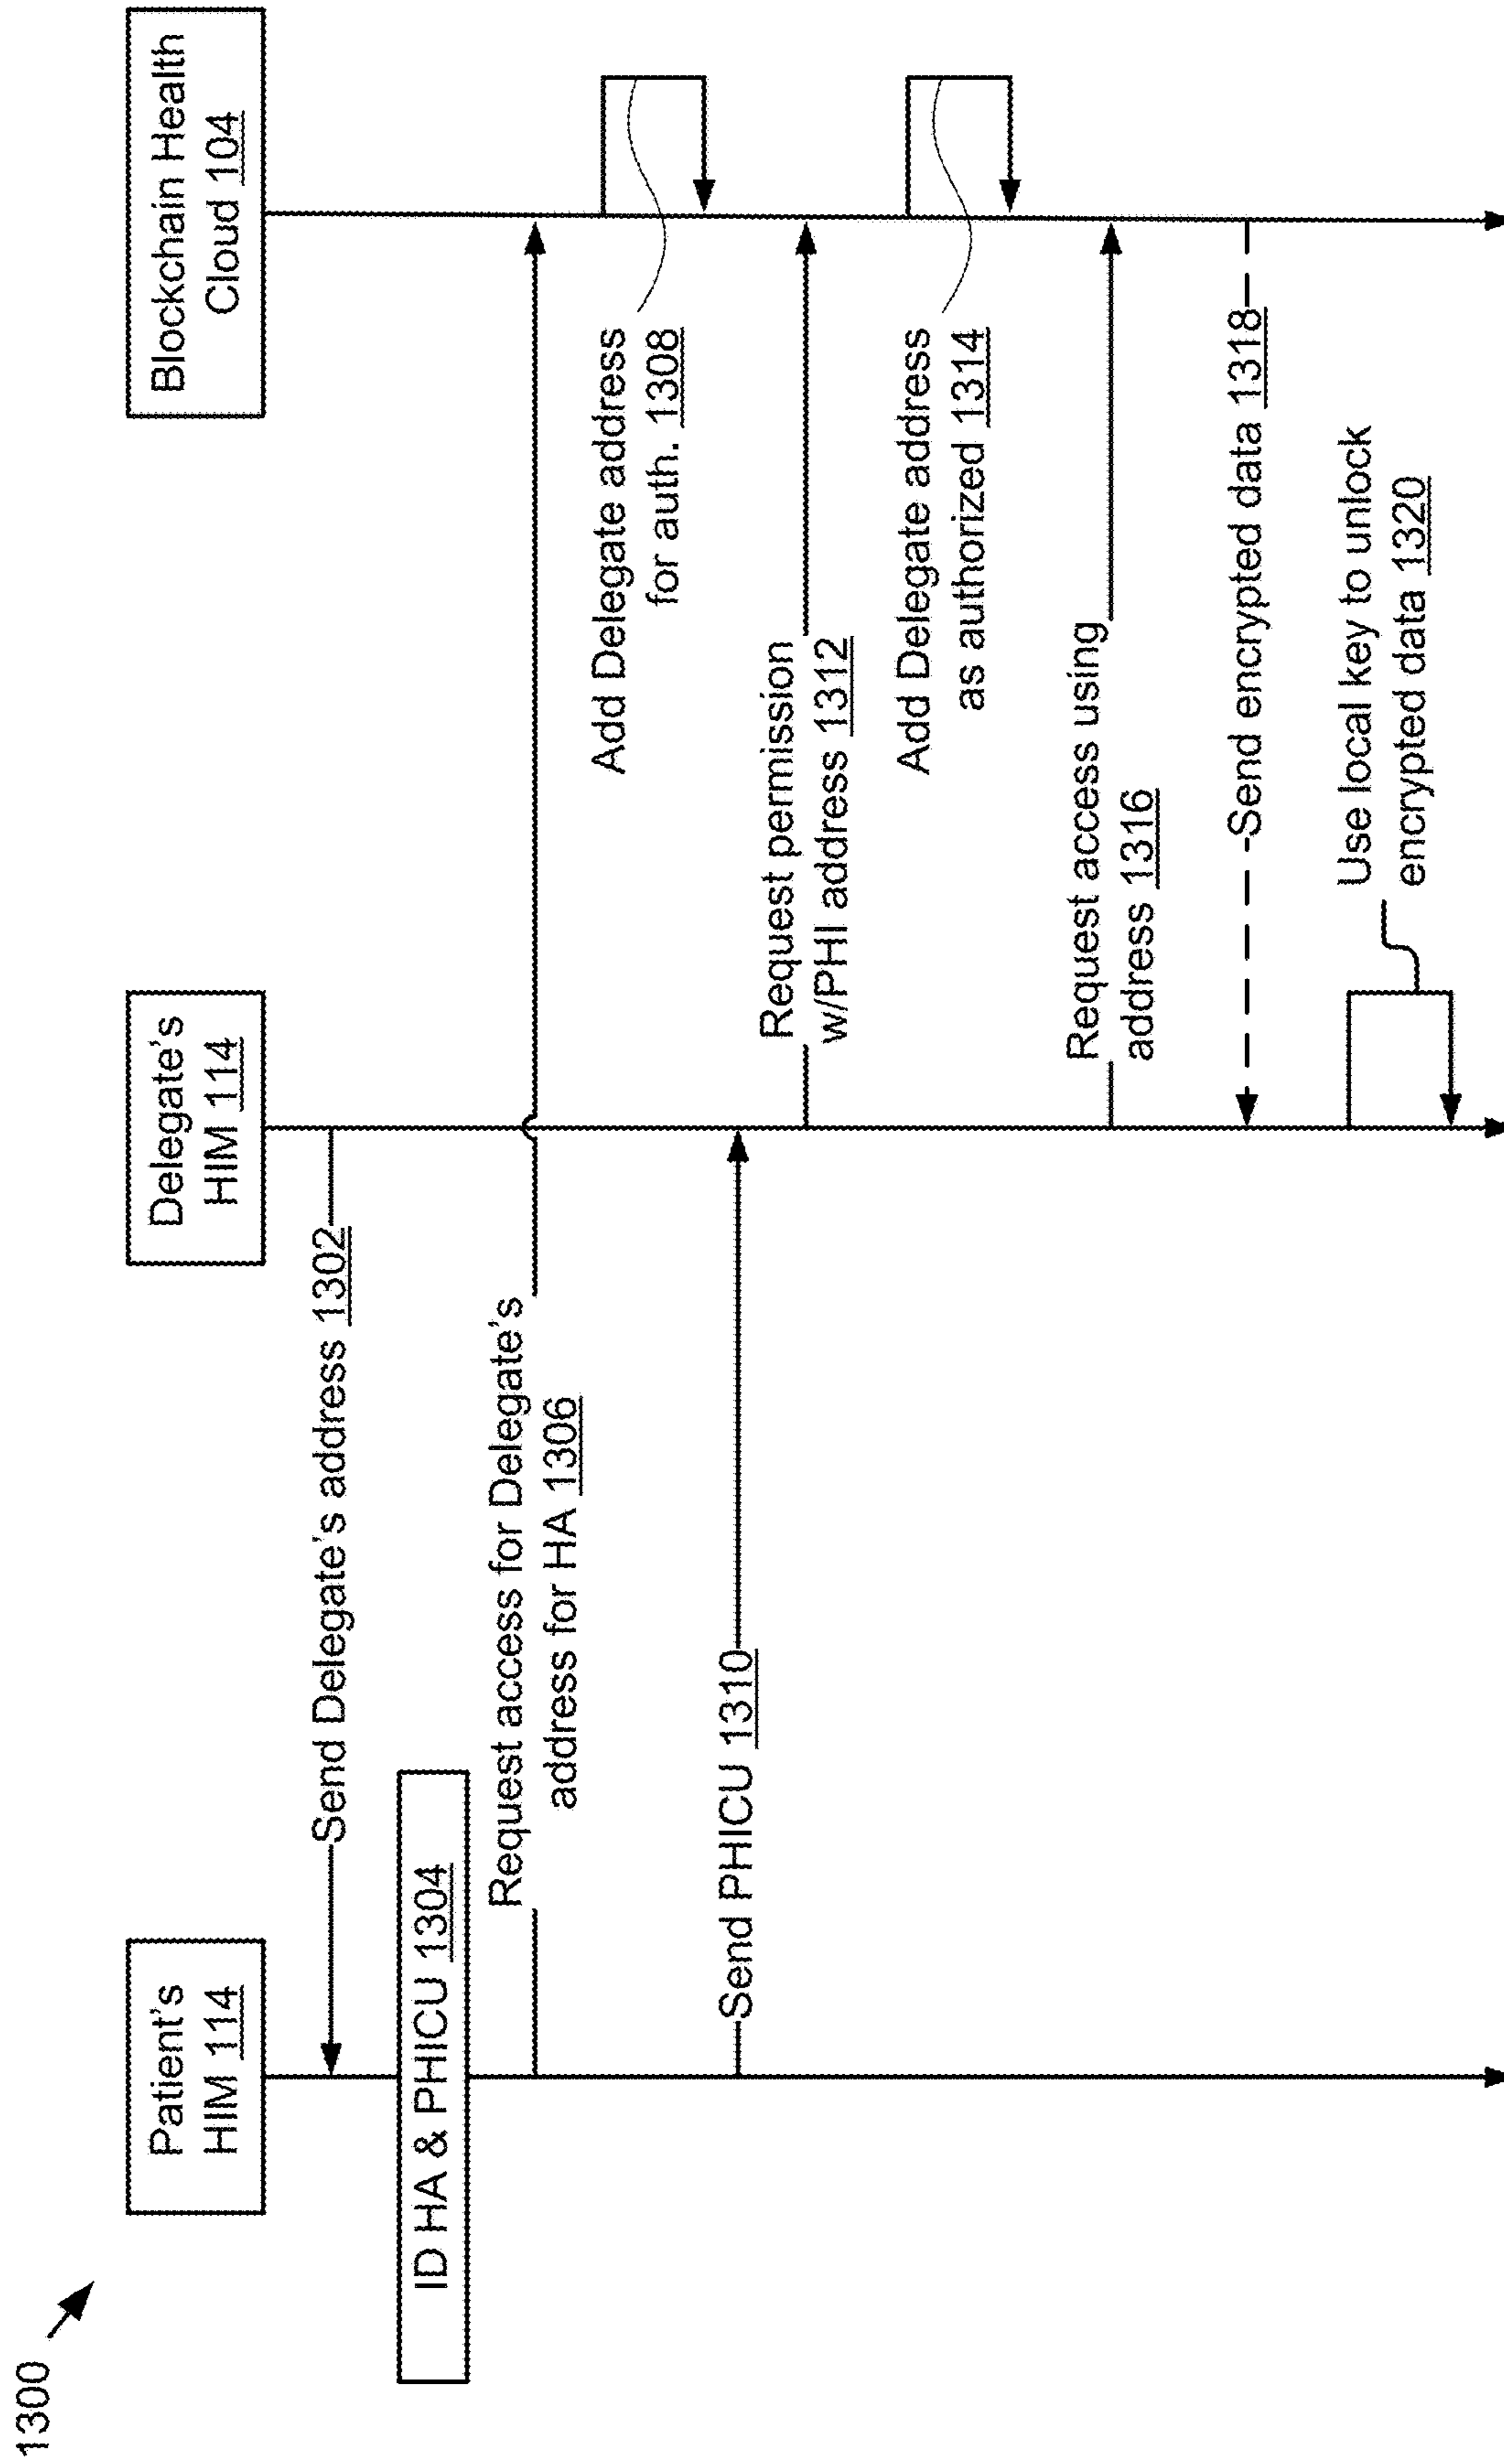 1300
Patient's
HIM 114
Delegate's
HIM 114
Blockchain Health
Cloud 104
Send Delegate's address 1302
ID HA & PHICU 1304
Request access for Delegate's
address for HA 1306
Add Delegate address
for auth. 1308
Send PHICU 1310
Request permission
w/PHI address 1312
Add Delegate address
as authorized 1314
Request access using
address 1316
Send encrypted data 1318
Use local key to unlock
encrypted data 1320